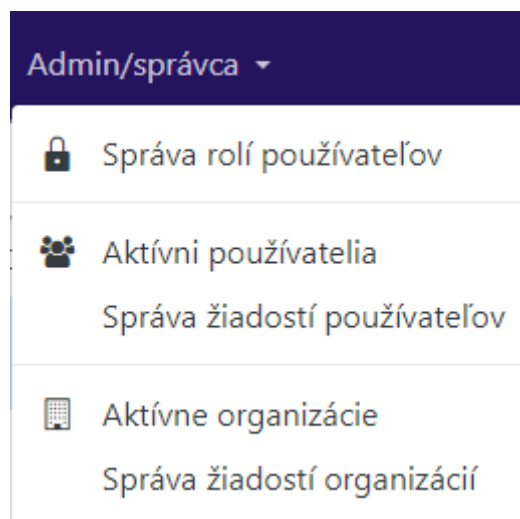 Admin/správca
Správa rolí používateľov
Aktívni používatelia
Správa žiadostí používateľov
Aktívne organizácie
Správa žiadostí organizácií